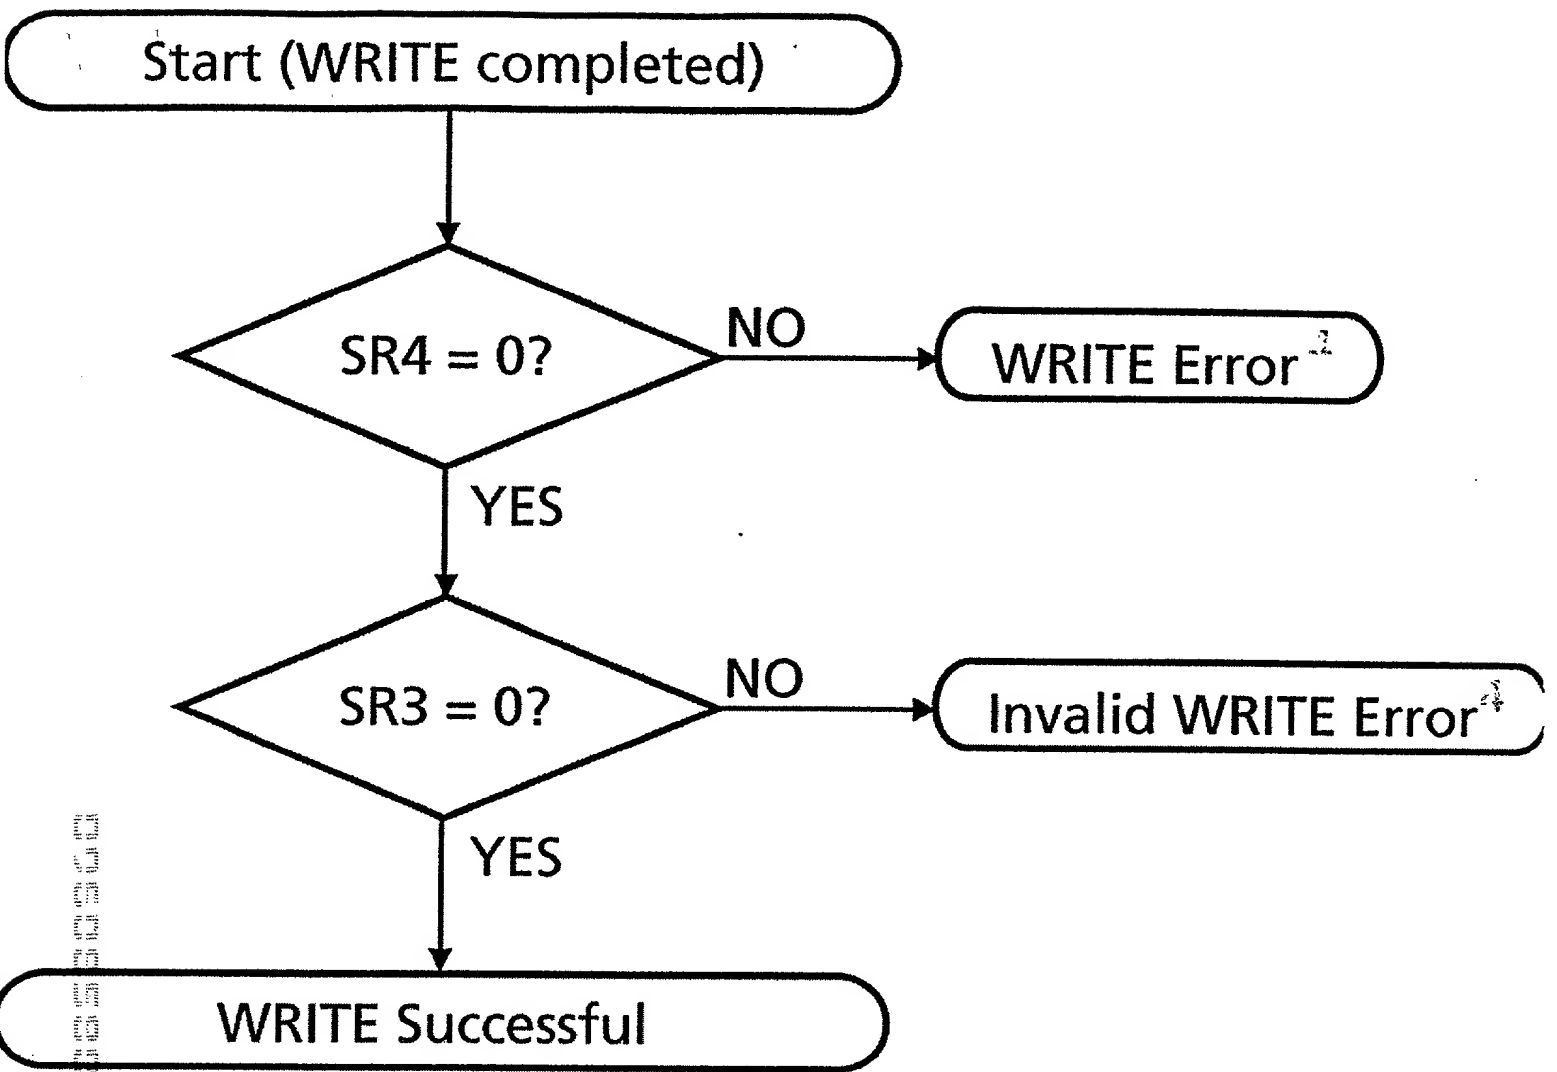 Start (WRITE completed)
SR4 = 0?
NO
WRITE Error
YES
SR3 = 0?
NO
Invalid WRITE Error
YES
WRITE Successful